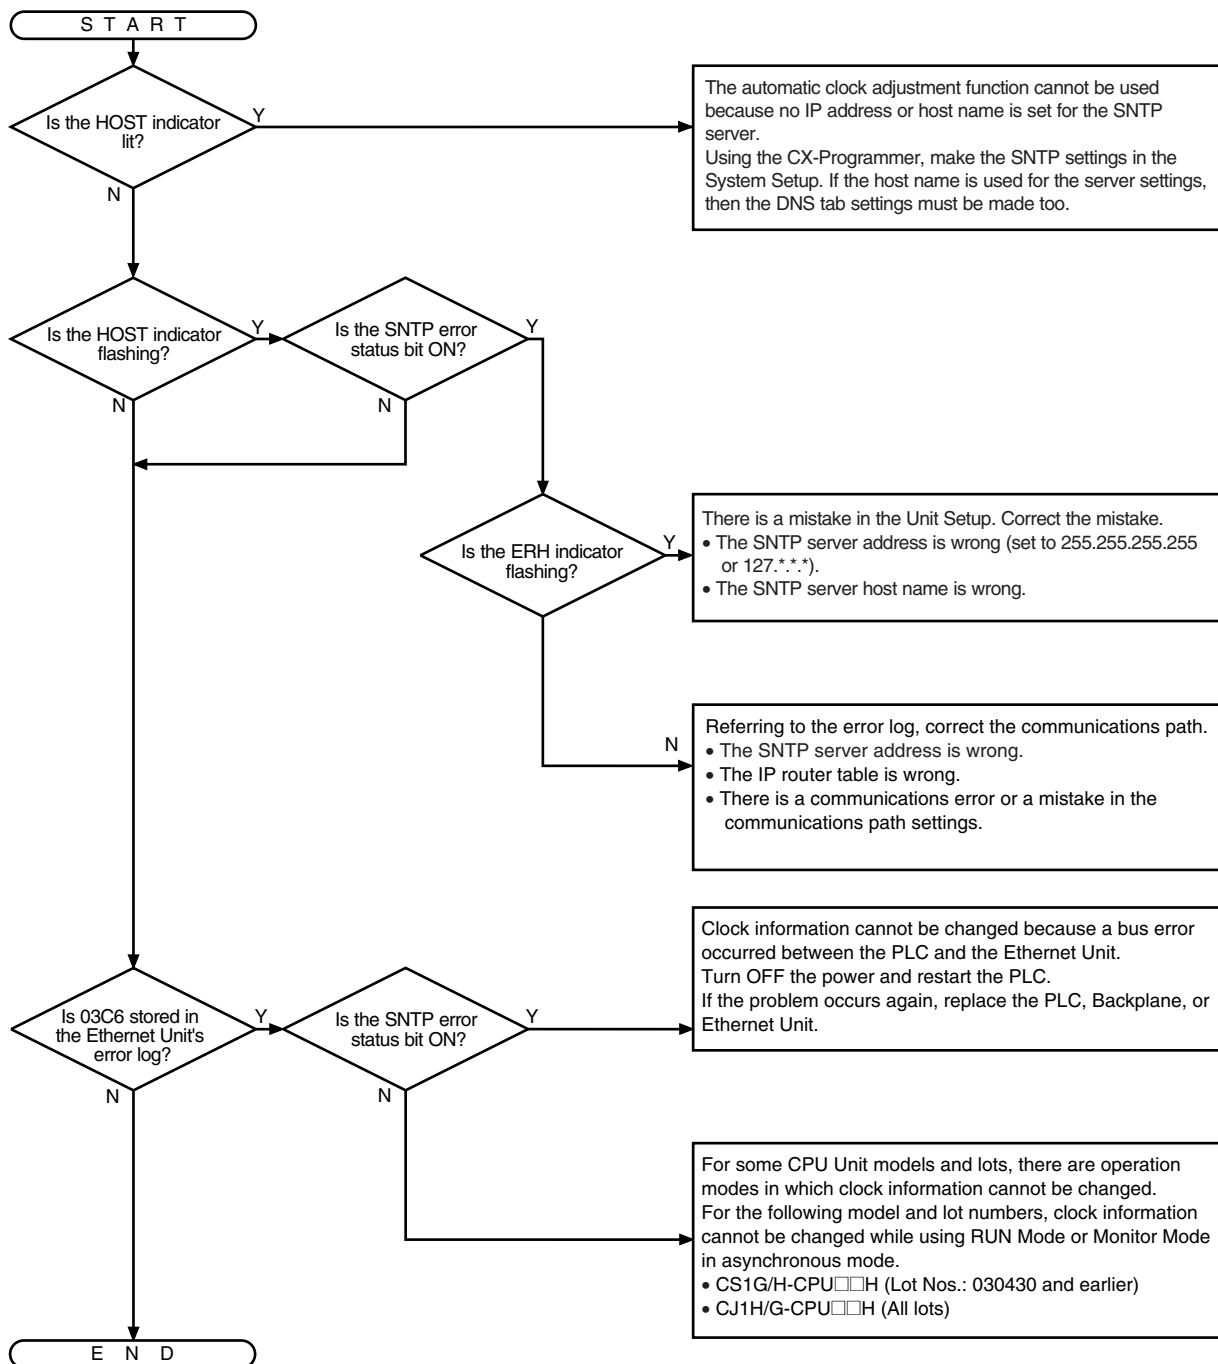 S T A R T
Is the HOST indicator
lit?
Y
N
The automatic clock adjustment function cannot be used
because no IP address or host name is set for the SNTP
server.
Using the CX-Programmer, make the SNTP settings in the
System Setup. If the host name is used for the server settings,
then the DNS tab settings must be made too.
Is the HOST indicator
flashing?
Y
N
Is the SNTP error
status bit ON?
Y
N
Is the ERH indicator
flashing?
Y
N
There is a mistake in the Unit Setup. Correct the mistake.
• The SNTP server address is wrong (set to 255.255.255.255
or 127.*.*.*).
• The SNTP server host name is wrong.
Referring to the error log, correct the communications path.
• The SNTP server address is wrong.
• The IP router table is wrong.
• There is a communications error or a mistake in the
communications path settings.
Is 03C6 stored in
the Ethernet Unit's
error log?
Y
N
Is the SNTP error
status bit ON?
Y
N
Clock information cannot be changed because a bus error
occurred between the PLC and the Ethernet Unit.
Turn OFF the power and restart the PLC.
If the problem occurs again, replace the PLC, Backplane, or
Ethernet Unit.
For some CPU Unit models and lots, there are operation
modes in which clock information cannot be changed.
For the following model and lot numbers, clock information
cannot be changed while using RUN Mode or Monitor Mode
in asynchronous mode.
• CS1G/H-CPU□□H (Lot Nos.: 030430 and earlier)
• CJ1H/G-CPU□□H (All lots)
E N D